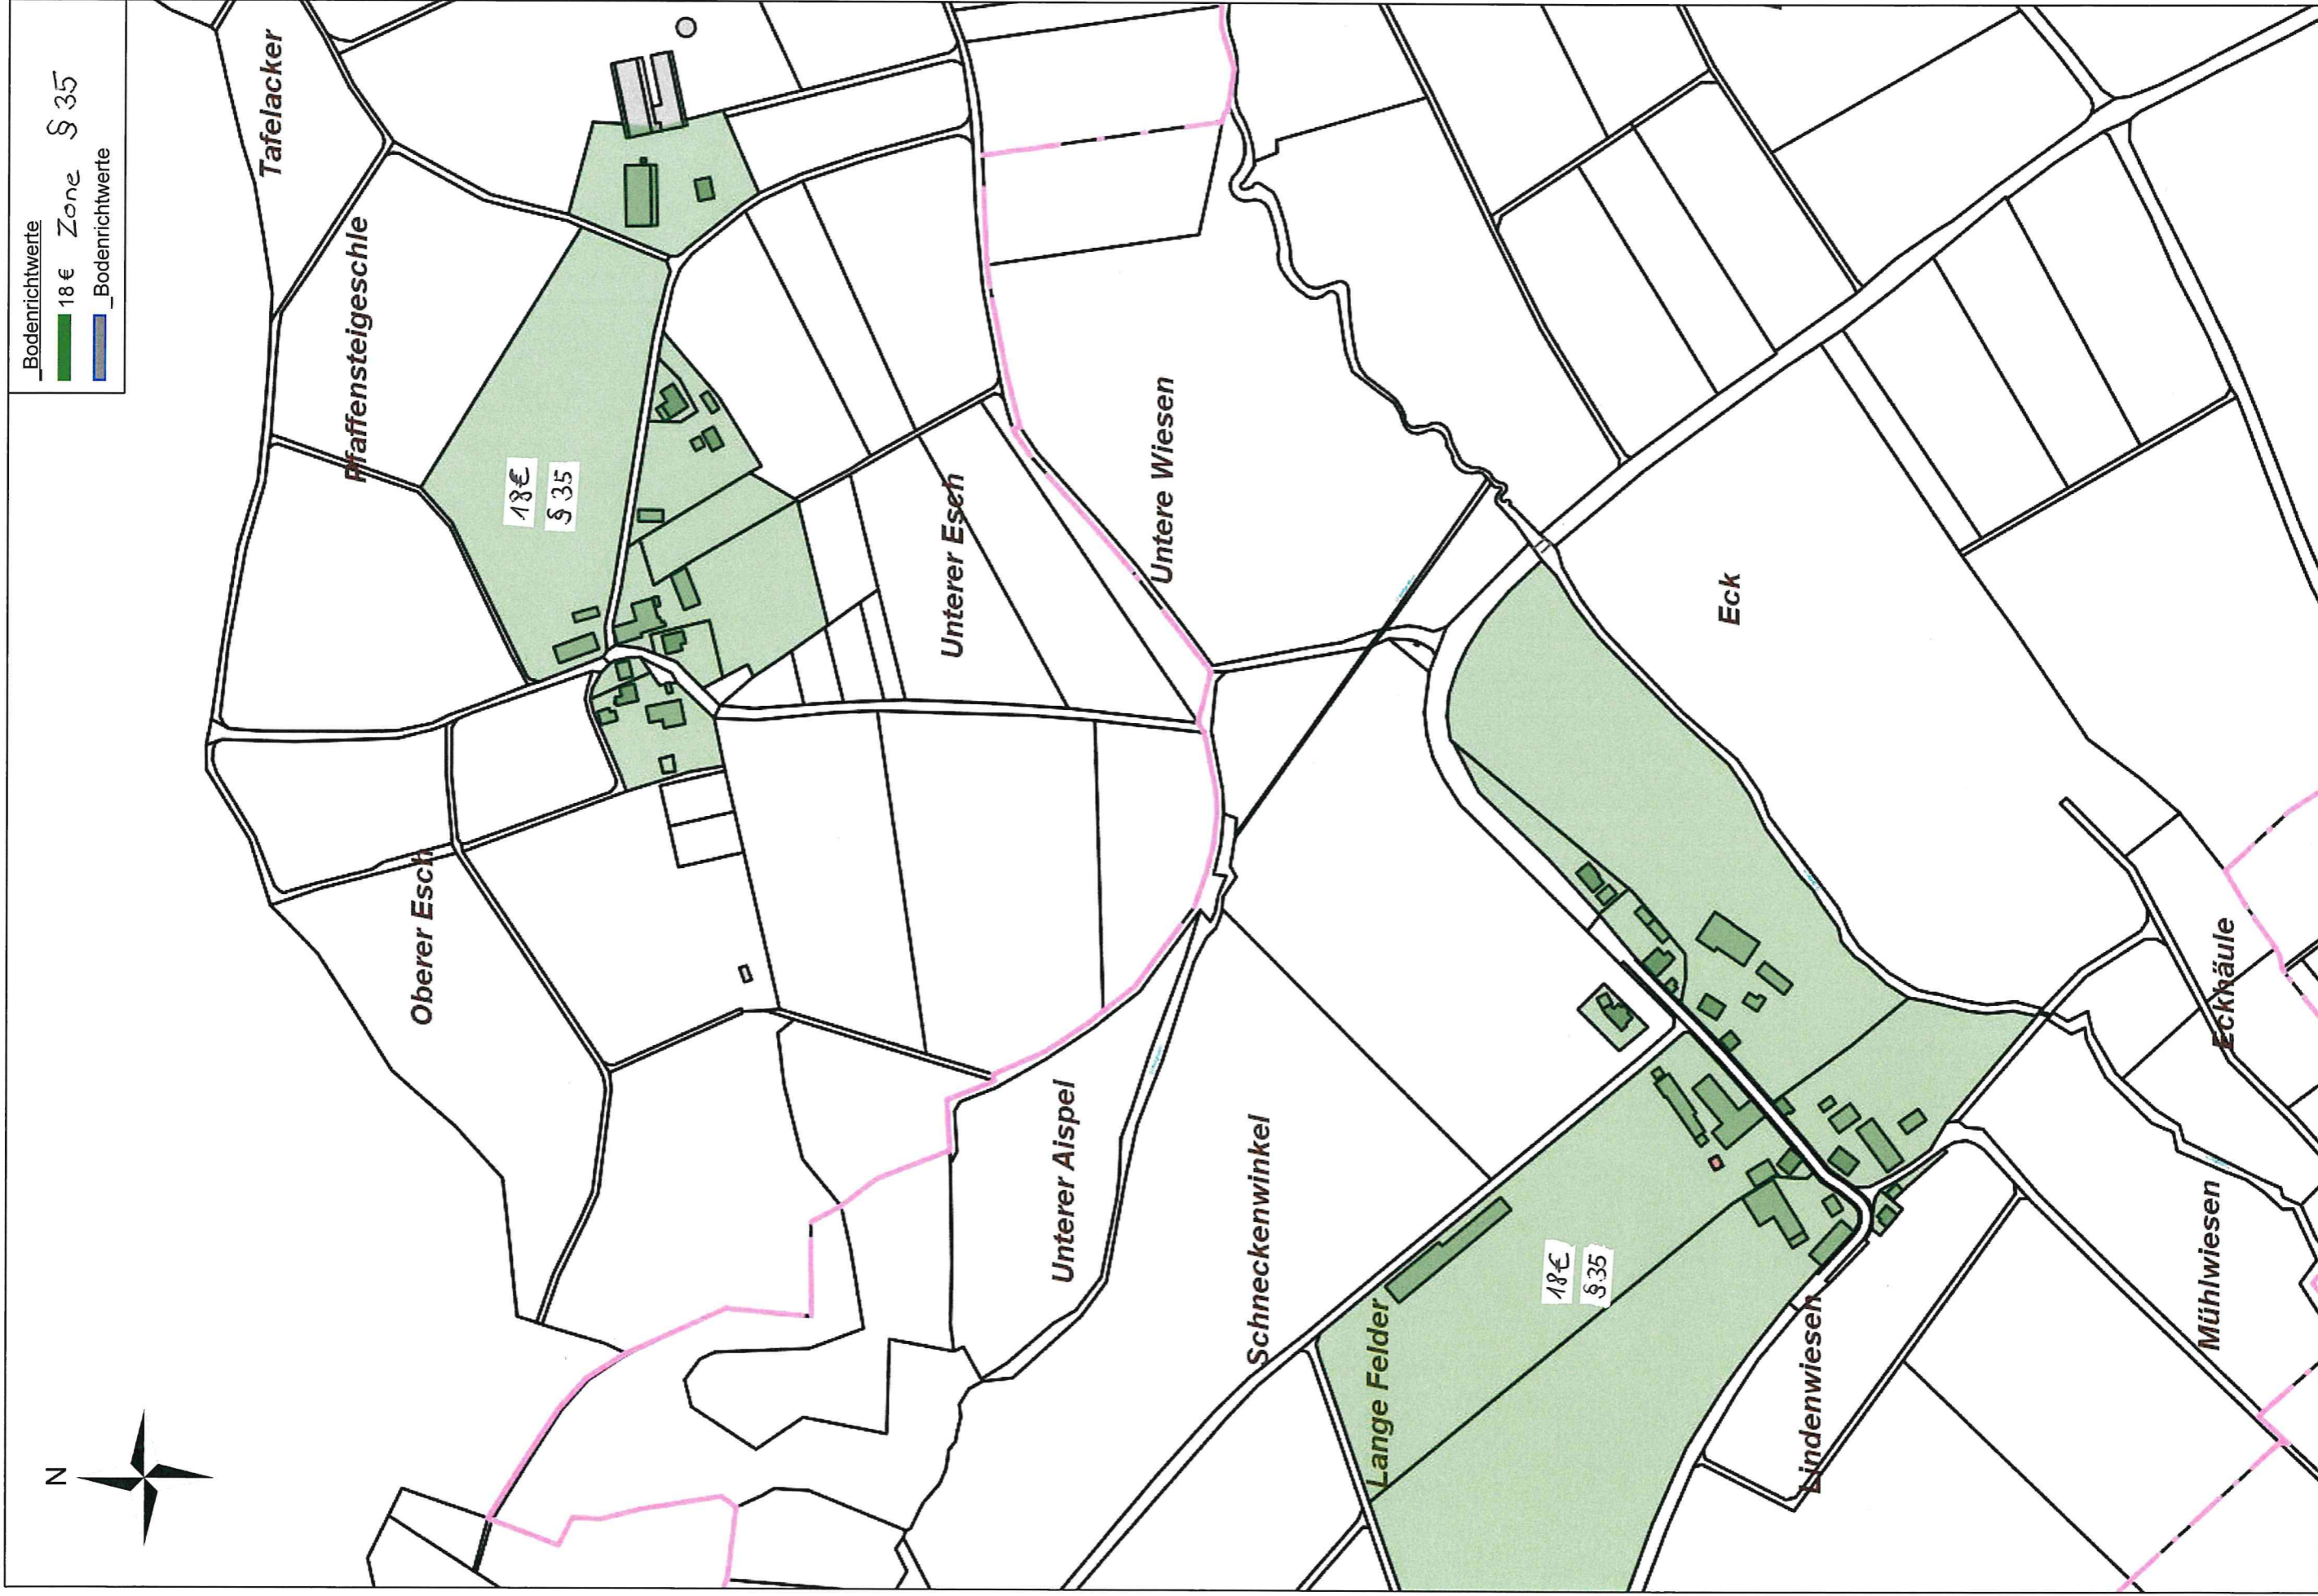 _Bodenrichtwerte
18 € Zone § 35
_Bodenrichtwerte
N
Tafelacker
Pfaffensteigeschle
18€
§ 35
Oberer Esch
Unterer Esch
Untere Wiesen
Eck
Unterer Aispel
Schneckenwinkel
Lange Felder
18€
§35
Lindenwiesen
Mühlwiesen
Eckhäule